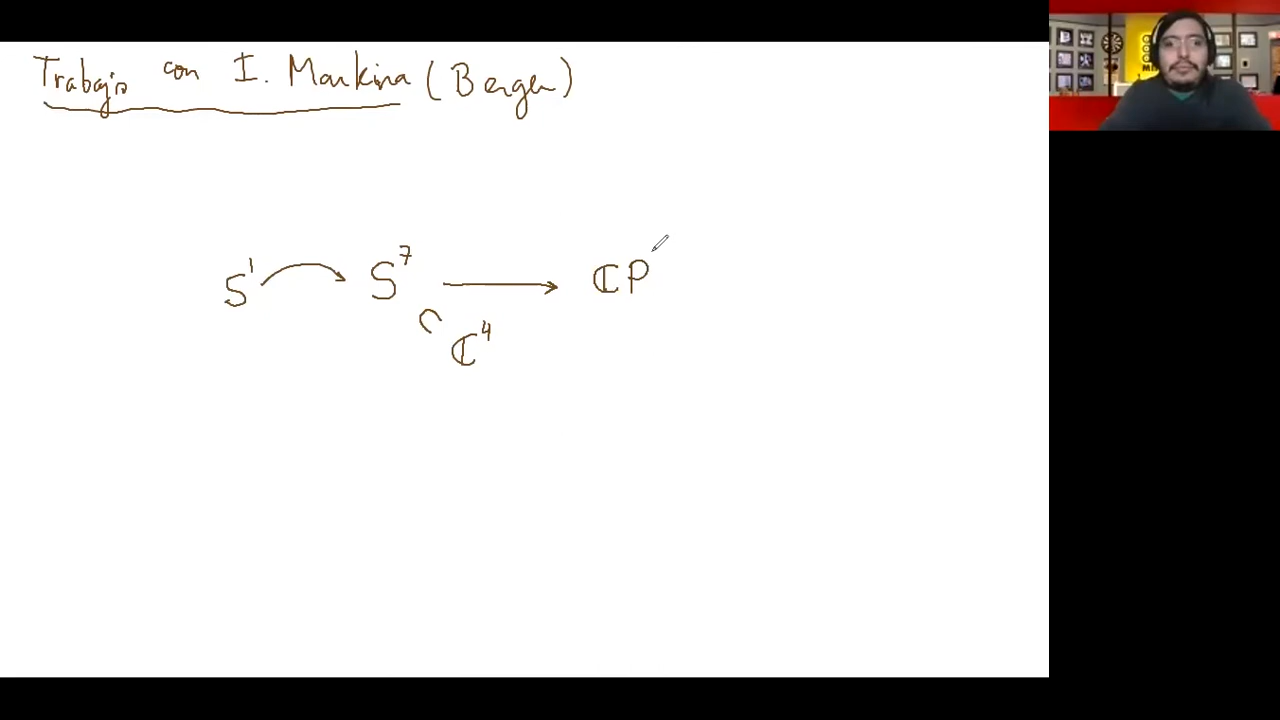 Trabajo con I. Markina (Bergen)
S¹ → S⁷ → ℂP
⊂ ℂ⁴